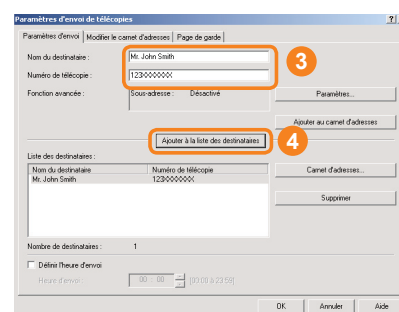 Paramètres d'envoi de télécopies ?
Paramètres d'envoi Modifier le carnet d'adresses Page de garde
Nom du destinataire : Mr. John Smith
3
Numéro de télécopie : 123XXXXXXX
Fonction avancée : Sous-adresse : Désactivé Paramètres...
Ajouter au carnet d'adresses
Ajouter à la liste des destinataires 4
Liste des destinataires :
Nom du destinataire Numéro de télécopie Carnet d'adresses...
Mr. John Smith 123XXXXXXX
Supprimer
Nombre de destinataires : 1
Définir l'heure d'envoi
Heure d'envoi : 00 : 00 (00:00 à 23:59)
OK Annuler Aide